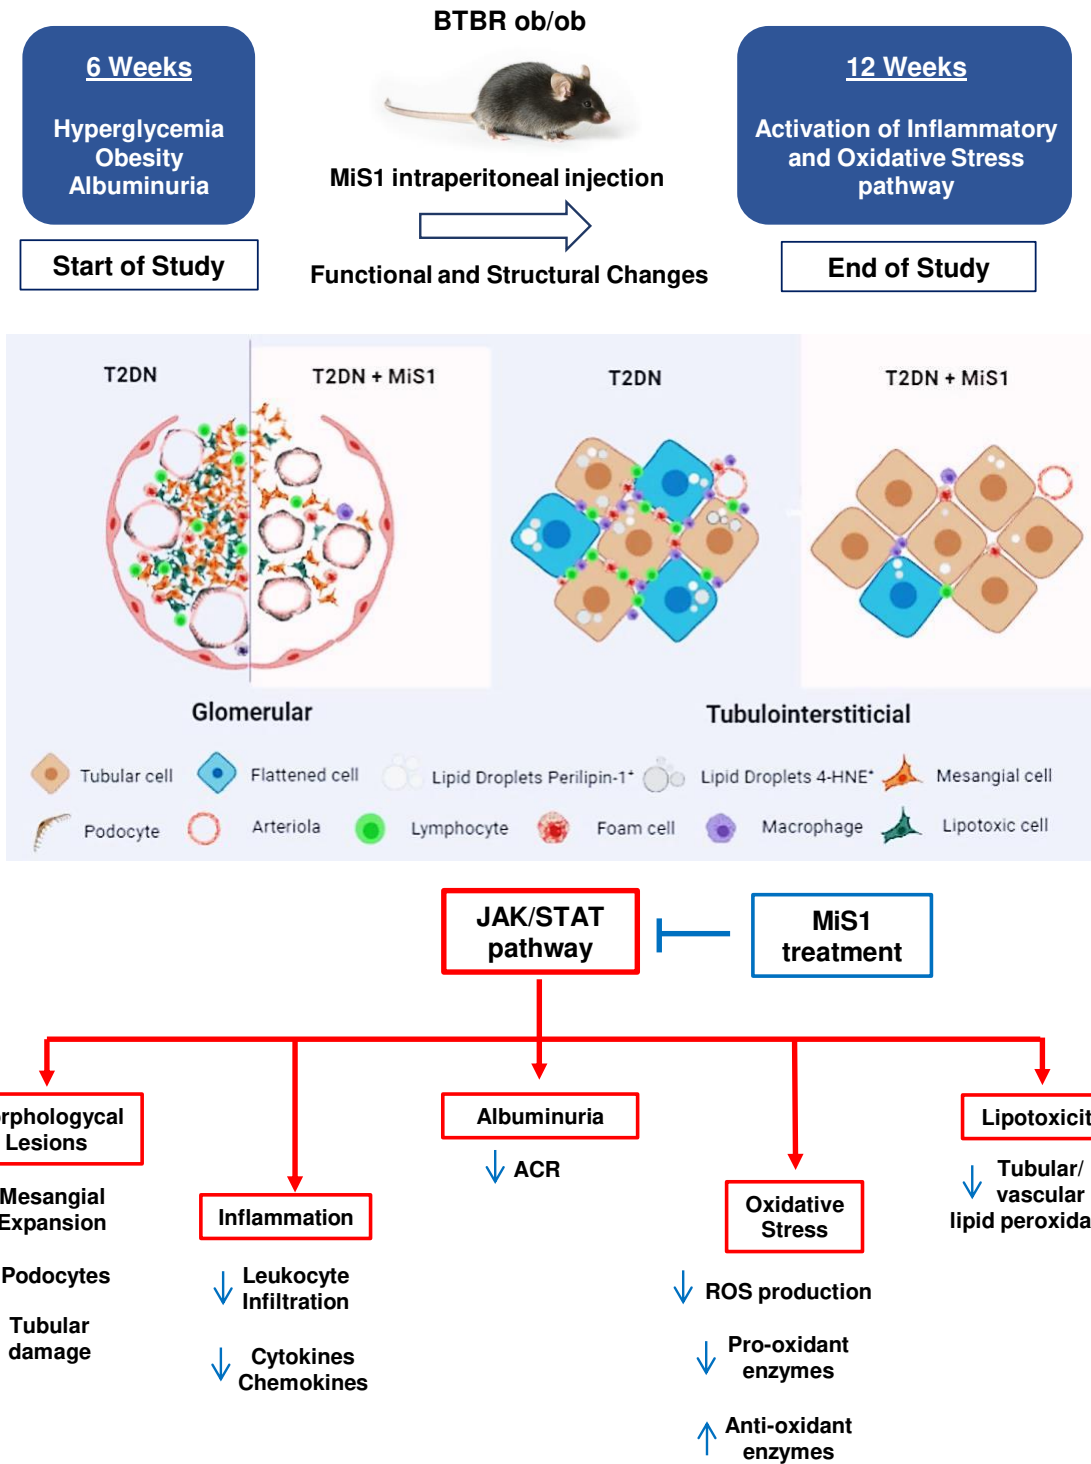 BTBR ob/ob
6 Weeks
Hyperglycemia
Obesity
Albuminuria
Start of Study
MiS1 intraperitoneal injection
Functional and Structural Changes
12 Weeks
Activation of Inflammatory
and Oxidative Stress
pathway
End of Study
T2DN
T2DN + MiS1
T2DN
T2DN + MiS1
Glomerular
Tubulointersticial
Tubular cell
Flattened cell
Lipid Droplets Perilipin-1⁺
Lipid Droplets 4-HNE⁺
Mesangial cell
Podocyte
Arteriola
Lymphocyte
Foam cell
Macrophage
Lipotoxic cell
JAK/STAT
pathway
MiS1
treatment
rphologycal
Lesions
Mesangial
Expansion
Podocytes
Tubular
damage
Inflammation
Leukocyte
Infiltration
Cytokines
Chemokines
Albuminuria
ACR
Oxidative
Stress
ROS production
Pro-oxidant
enzymes
Anti-oxidant
enzymes
Lipotoxicit
Tubular/
vascular
lipid peroxida